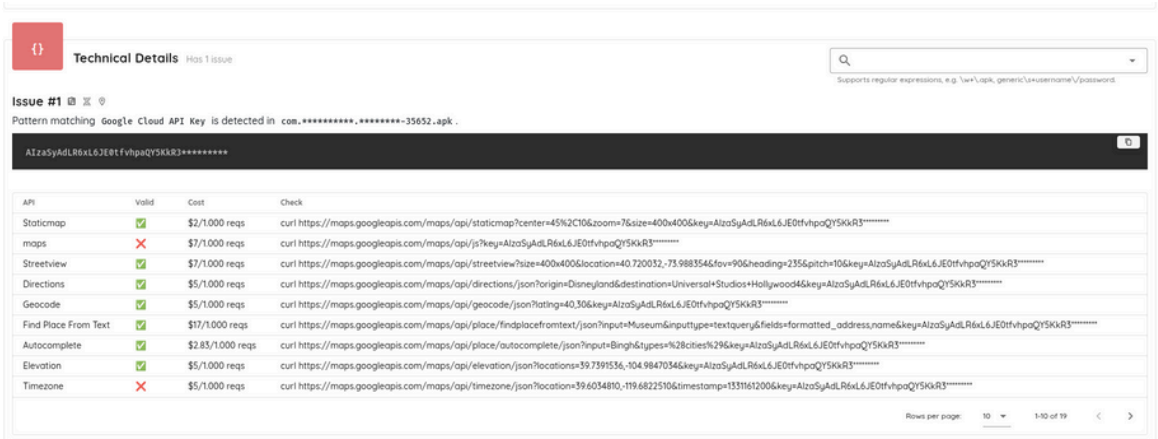 {}
Technical Details Has 1 issue
Supports regular expressions, e.g. \w+\.apk, generic\s+username\/password.
Issue #1
Pattern matching Google Cloud API Key is detected in com.**********.********-35652.apk .
AIzaSyAdLR6xL6JE0tfvhpaQY5KkR3*********
API Valid Cost Check
Staticmap ✅ $2/1.000 reqs curl https://maps.googleapis.com/maps/api/staticmap?center=45%2C10&zoom=7&size=400x400&key=AIzaSyAdLR6xL6JE0tfvhpaQY5KkR3*********
maps ❌ $7/1.000 reqs curl https://maps.googleapis.com/maps/api/js?key=AIzaSyAdLR6xL6JE0tfvhpaQY5KkR3*********
Streetview ✅ $7/1.000 reqs curl https://maps.googleapis.com/maps/api/streetview?size=400x400&location=40.720032,-73.988354&fov=90&heading=235&pitch=10&key=AIzaSyAdLR6xL6JE0tfvhpaQY5KkR3*********
Directions ✅ $5/1.000 reqs curl https://maps.googleapis.com/maps/api/directions/json?origin=Disneyland&destination=Universal+Studios+Hollywood4&key=AIzaSyAdLR6xL6JE0tfvhpaQY5KkR3*********
Geocode ✅ $5/1.000 reqs curl https://maps.googleapis.com/maps/api/geocode/json?latlng=40,30&key=AIzaSyAdLR6xL6JE0tfvhpaQY5KkR3*********
Find Place From Text ✅ $17/1.000 reqs curl https://maps.googleapis.com/maps/api/place/findplacefromtext/json?input=Museum&inputtype=textquery&fields=formatted_address,name&key=AIzaSyAdLR6xL6JE0tfvhpaQY5KkR3*********
Autocomplete ✅ $2.83/1.000 reqs curl https://maps.googleapis.com/maps/api/place/autocomplete/json?input=Bingh&types=%28cities%29&key=AIzaSyAdLR6xL6JE0tfvhpaQY5KkR3*********
Elevation ✅ $5/1.000 reqs curl https://maps.googleapis.com/maps/api/elevation/json?locations=39.7391536,-104.9847034&key=AIzaSyAdLR6xL6JE0tfvhpaQY5KkR3*********
Timezone ❌ $5/1.000 reqs curl https://maps.googleapis.com/maps/api/timezone/json?location=39.6034810,-119.6822510&timestamp=1331161200&key=AIzaSyAdLR6xL6JE0tfvhpaQY5KkR3*********
Rows per page: 10 1-10 of 19